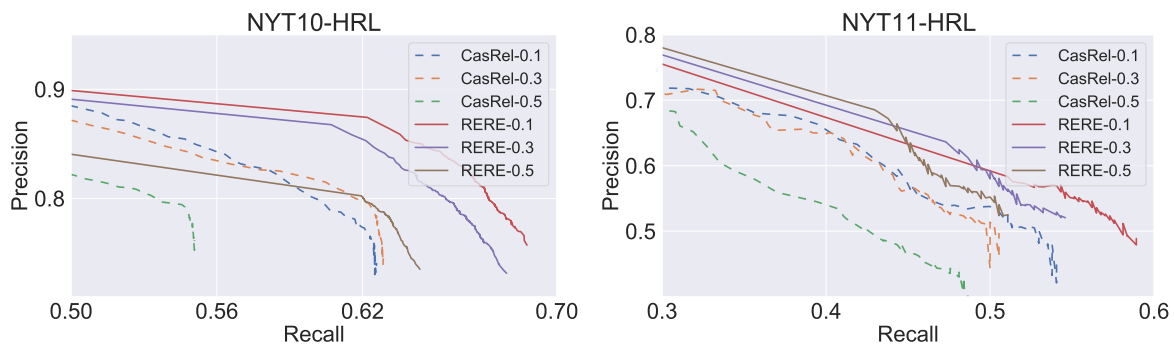 NYT10-HRL
Precision
0.9
0.8
CasRel-0.1
CasRel-0.3
CasRel-0.5
RERE-0.1
RERE-0.3
RERE-0.5
0.50
0.56
0.62
0.70
Recall
NYT11-HRL
Precision
0.8
0.7
0.6
0.5
CasRel-0.1
CasRel-0.3
CasRel-0.5
RERE-0.1
RERE-0.3
RERE-0.5
0.3
0.4
0.5
0.6
Recall